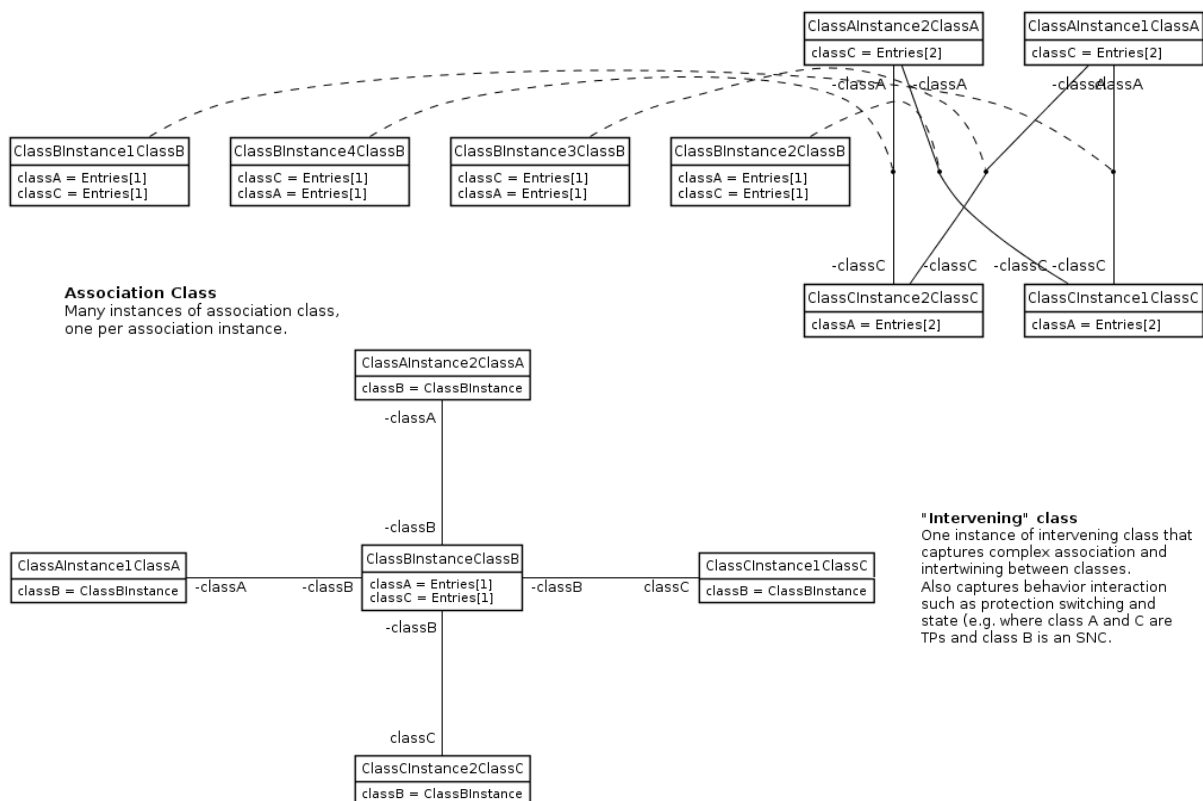 ClassAInstance2ClassA
classC = Entries[2]
ClassAInstance1ClassA
classC = Entries[2]
-classA
-classA
-classA
-classA
ClassBInstance1ClassB
classA = Entries[1]
classC = Entries[1]
ClassBInstance4ClassB
classC = Entries[1]
classA = Entries[1]
ClassBInstance3ClassB
classC = Entries[1]
classA = Entries[1]
ClassBInstance2ClassB
classA = Entries[1]
classC = Entries[1]
-classC
-classC
-classC
-classC
ClassCInstance2ClassC
classA = Entries[2]
ClassCInstance1ClassC
classA = Entries[2]
Association Class
Many instances of association class,
one per association instance.
ClassAInstance2ClassA
classB = ClassBInstance
-classA
-classB
ClassAInstance1ClassA
classB = ClassBInstance
-classA
-classB
ClassBInstanceClassB
classA = Entries[1]
classC = Entries[1]
-classB
classC
ClassCInstance1ClassC
classB = ClassBInstance
-classB
classC
ClassCInstance2ClassC
classB = ClassBInstance
"Intervening" class
One instance of intervening class that
captures complex association and
intertwining between classes.
Also captures behavior interaction
such as protection switching and
state (e.g. where class A and C are
TPs and class B is an SNC.